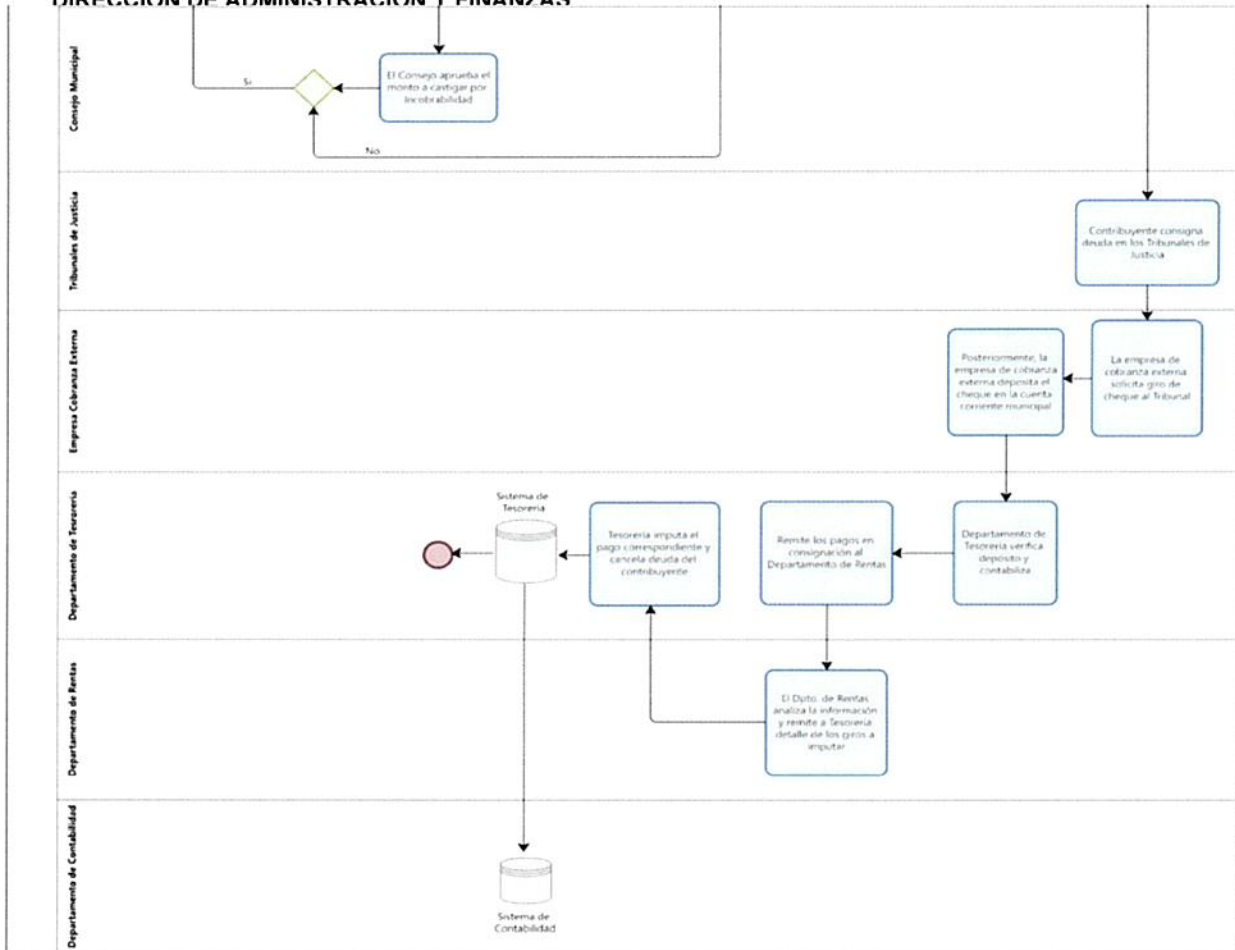 DIRECCIÓN DE ADMINISTRACIÓN Y FINANZAS
Consejo Municipal
Si
El Consejo aprueba el
monto a castigar por
incobrabilidad
No
Tribunales de Justicia
Contribuyente consigna
deuda en los Tribunales de
Justicia
Empresa Cobranza Externa
Posteriormente, la
empresa de cobranza
externa deposita el
cheque en la cuenta
corriente municipal
La empresa de
cobranza externa
solicita giro de
cheque al Tribunal
Departamento de Tesorería
Sistema de
Tesorería
Tesorería imputa el
pago correspondiente y
cancela deuda del
contribuyente
Remite los pagos en
consignación al
Departamento de Rentas
Departamento de
Tesorería verifica
depósito y
contabiliza
Departamento de Rentas
El Dpto. de Rentas
analiza la información
y remite a Tesorería
detalle de los giros a
imputar
Departamento de Contabilidad
Sistema de
Contabilidad